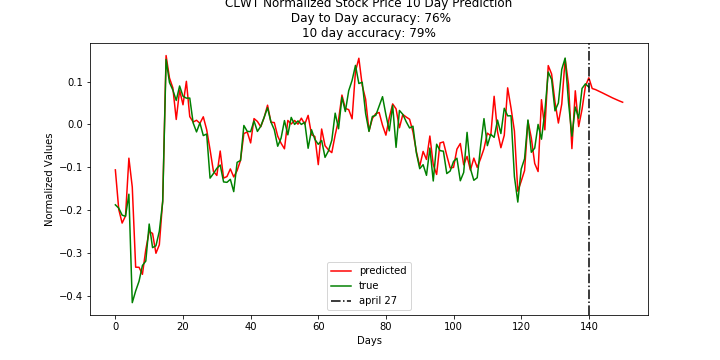 CLWT Normalized Stock Price 10 Day Prediction
Day to Day accuracy: 76%
10 day accuracy: 79%
Normalized Values
0.1
0.0
−0.1
−0.2
−0.3
−0.4
predicted
true
april 27
0
20
40
60
80
100
120
140
Days